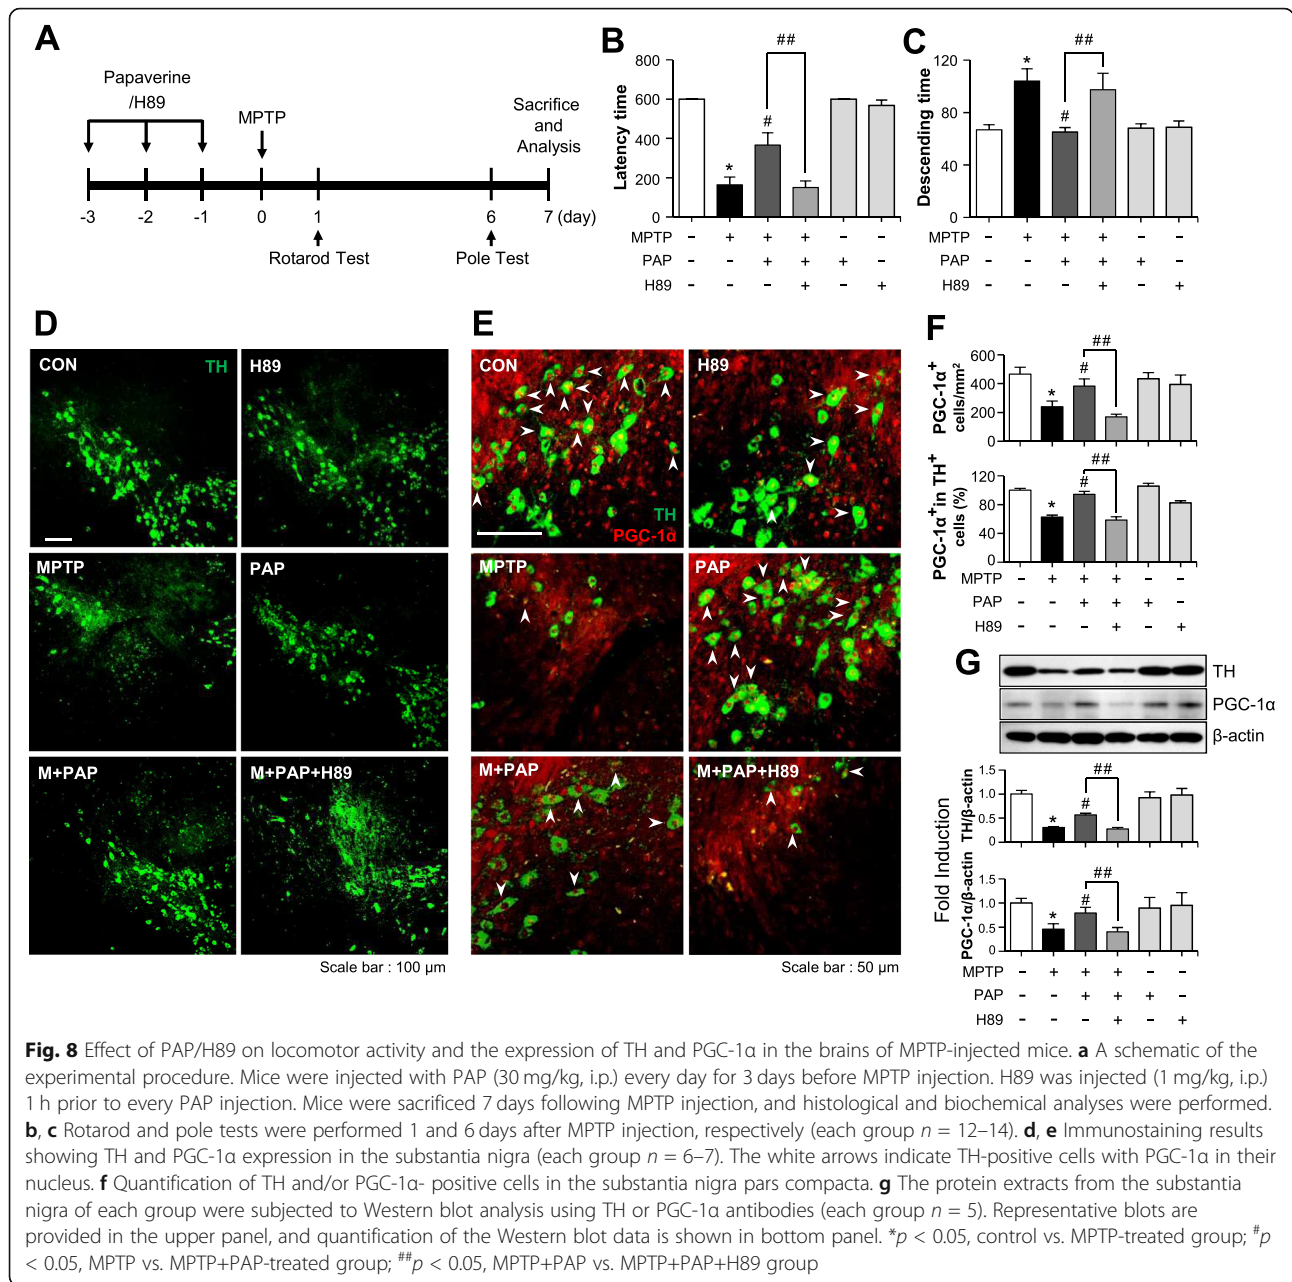 A
Papaverine
/H89
MPTP
Sacrifice
and
Analysis
-3 -2 -1 0 1 6 7 (day)
Rotarod Test
Pole Test
B
Latency time
800
600
400
200
0
*
#
##
MPTP - + + + - -
PAP - - + + + -
H89 - - - + - +
C
Descending time
120
80
40
0
*
#
##
- + + + - -
- - + + + -
- - - + - +
D
CON TH
H89
MPTP
PAP
M+PAP
M+PAP+H89
Scale bar : 100 µm
E
CON
TH
PGC-1α
H89
MPTP
PAP
M+PAP
M+PAP+H89
Scale bar : 50 µm
F
PGC-1α+
cells/mm2
600
400
200
0
*
#
##
PGC-1α+ in TH+
cells (%)
120
80
40
0
*
#
##
MPTP - + + + - -
PAP - - + + + -
H89 - - - + - +
G
TH
PGC-1α
β-actin
Fold Induction
TH/β-actin
1.5
1.0
0.5
0
*
#
##
PGC-1α/β-actin
1.5
1.0
0.5
0
*
#
##
MPTP - + + + - -
PAP - - + + + -
H89 - - - + - +
Fig. 8 Effect of PAP/H89 on locomotor activity and the expression of TH and PGC-1α in the brains of MPTP-injected mice. a A schematic of the
experimental procedure. Mice were injected with PAP (30 mg/kg, i.p.) every day for 3 days before MPTP injection. H89 was injected (1 mg/kg, i.p.)
1 h prior to every PAP injection. Mice were sacrificed 7 days following MPTP injection, and histological and biochemical analyses were performed.
b, c Rotarod and pole tests were performed 1 and 6 days after MPTP injection, respectively (each group n = 12–14). d, e Immunostaining results
showing TH and PGC-1α expression in the substantia nigra (each group n = 6–7). The white arrows indicate TH-positive cells with PGC-1α in their
nucleus. f Quantification of TH and/or PGC-1α- positive cells in the substantia nigra pars compacta. g The protein extracts from the substantia
nigra of each group were subjected to Western blot analysis using TH or PGC-1α antibodies (each group n = 5). Representative blots are
provided in the upper panel, and quantification of the Western blot data is shown in bottom panel. *p < 0.05, control vs. MPTP-treated group; #p
< 0.05, MPTP vs. MPTP+PAP-treated group; ##p < 0.05, MPTP+PAP vs. MPTP+PAP+H89 group